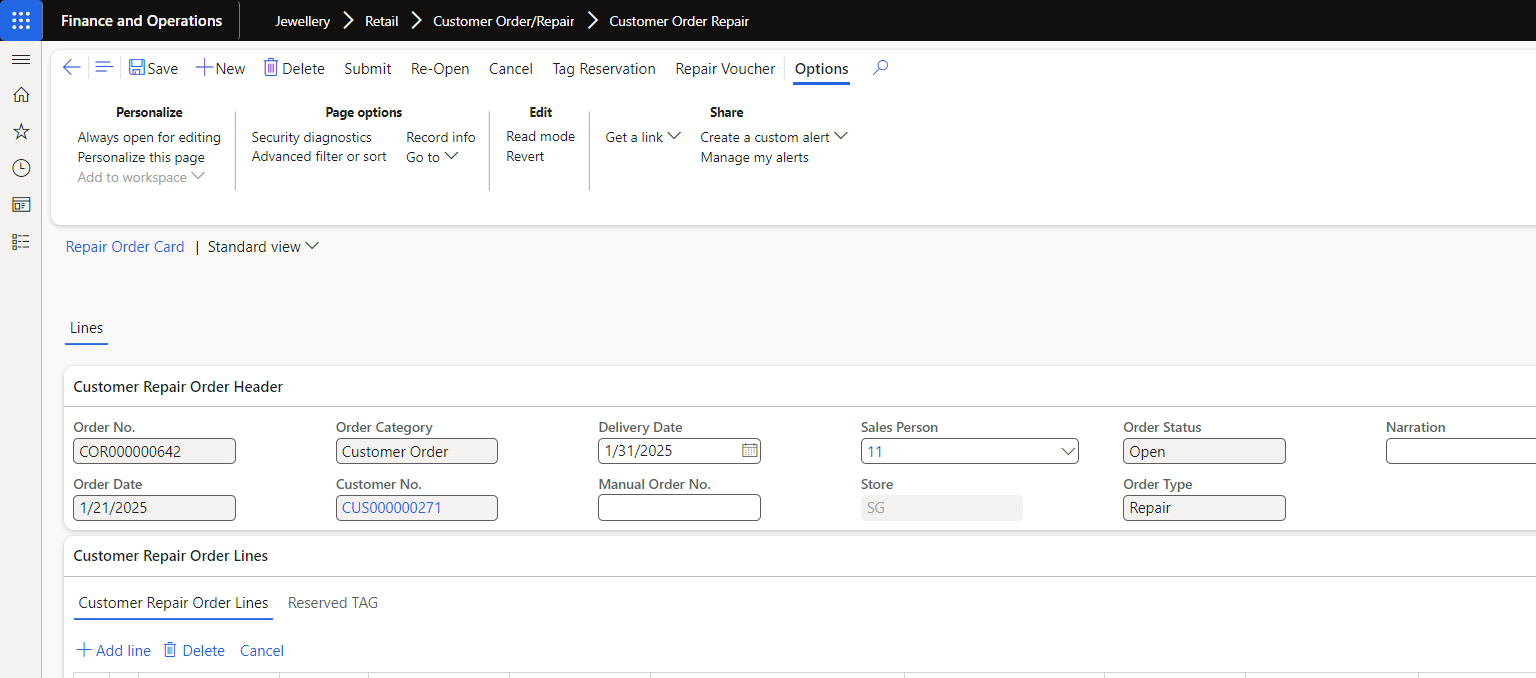 Finance and Operations
Jewellery Retail Customer Order/Repair Customer Order Repair
Save New Delete Submit Re-Open Cancel Tag Reservation Repair Voucher Options
Personalize
Always open for editing
Personalize this page
Add to workspace
Page options
Security diagnostics
Advanced filter or sort
Record info
Go to
Edit
Read mode
Revert
Get a link
Share
Create a custom alert
Manage my alerts
Repair Order Card | Standard view
Lines
Customer Repair Order Header
Order No.
COR000000642
Order Date
1/21/2025
Order Category
Customer Order
Customer No.
CUS000000271
Delivery Date
1/31/2025
Manual Order No.
Sales Person
11
Store
SG
Order Status
Open
Order Type
Repair
Narration
Customer Repair Order Lines
Customer Repair Order Lines Reserved TAG
Add line Delete Cancel